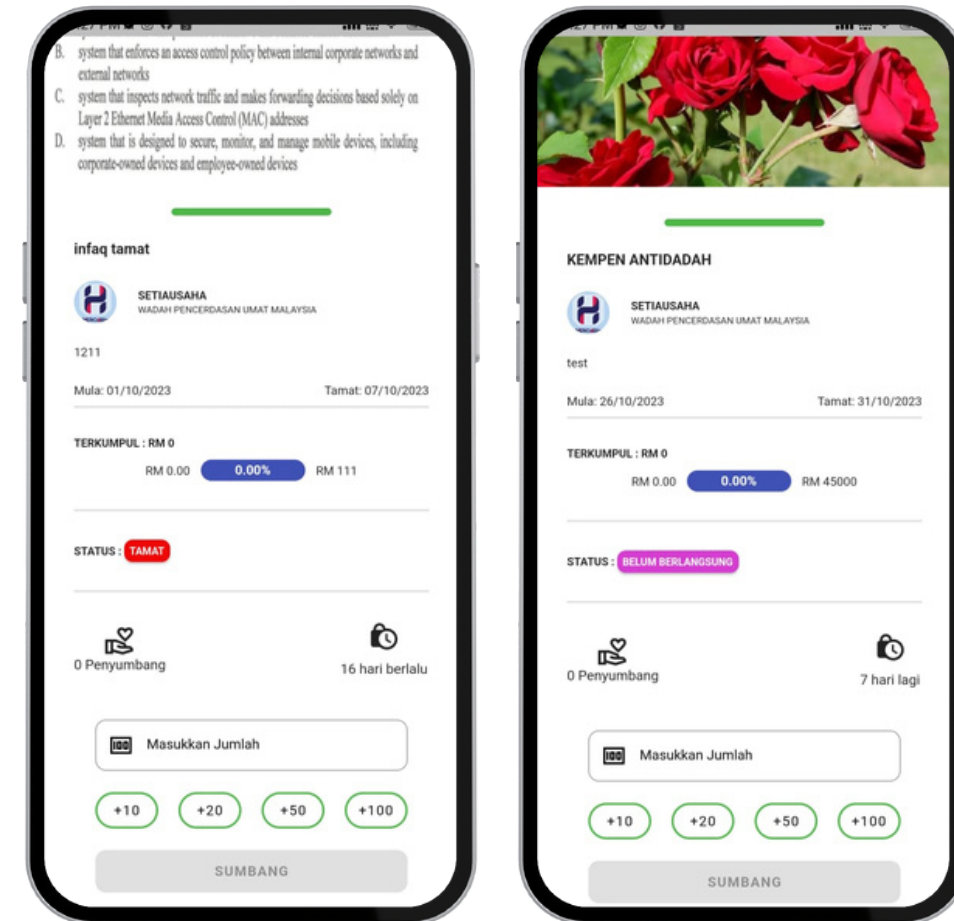 B. system that enforces an access control policy between internal corporate networks and
external networks
C. system that inspects network traffic and makes forwarding decisions based solely on
Layer 2 Ethernet Media Access Control (MAC) addresses
D. system that is designed to secure, monitor, and manage mobile devices, including
corporate-owned devices and employee-owned devices
infaq tamat
SETIAUSAHA
WADAH PENCERDASAN UMAT MALAYSIA
1211
Mula: 01/10/2023 Tamat: 07/10/2023
TERKUMPUL : RM 0
RM 0.00 0.00% RM 111
STATUS : TAMAT
0 Penyumbang 16 hari berlalu
100 Masukkan Jumlah
+10 +20 +50 +100
SUMBANG
KEMPEN ANTIDADAH
SETIAUSAHA
WADAH PENCERDASAN UMAT MALAYSIA
test
Mula: 26/10/2023 Tamat: 31/10/2023
TERKUMPUL : RM 0
RM 0.00 0.00% RM 45000
STATUS : BELUM BERLANGSUNG
0 Penyumbang 7 hari lagi
100 Masukkan Jumlah
+10 +20 +50 +100
SUMBANG